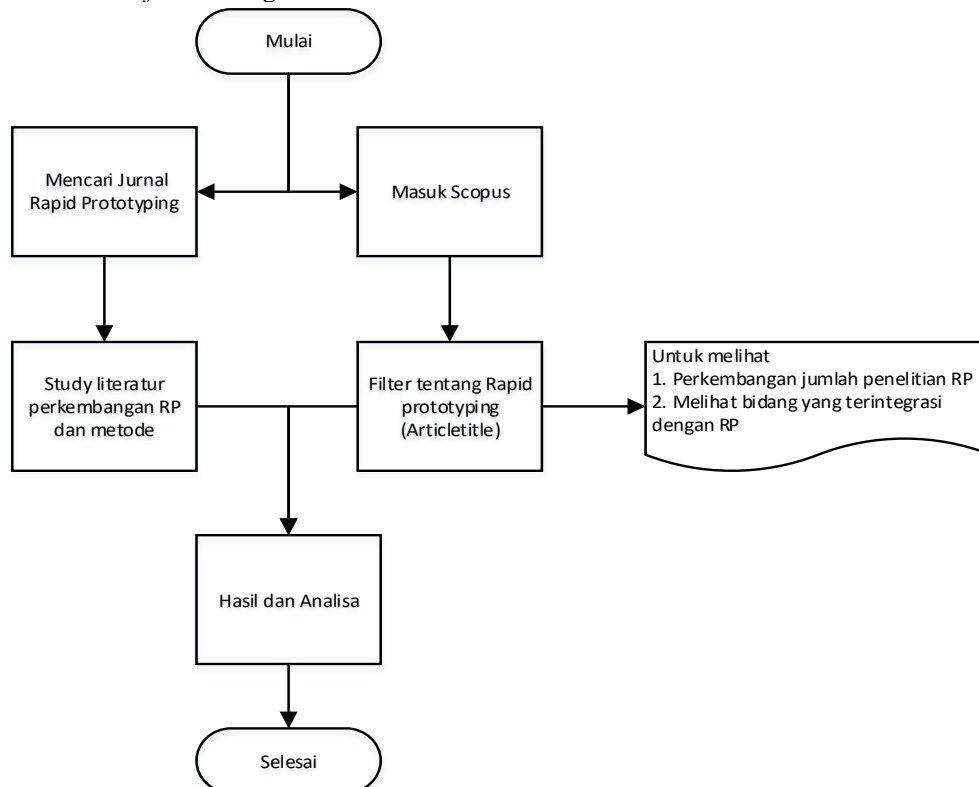 Mulai
Mencari Jurnal
Rapid Prototyping
Masuk Scopus
Study literatur
perkembangan RP
dan metode
Filter tentang Rapid
prototyping
(Articletitle)
Untuk melihat
1. Perkembangan jumlah penelitian RP
2. Melihat bidang yang terintegrasi
dengan RP
Hasil dan Analisa
Selesai